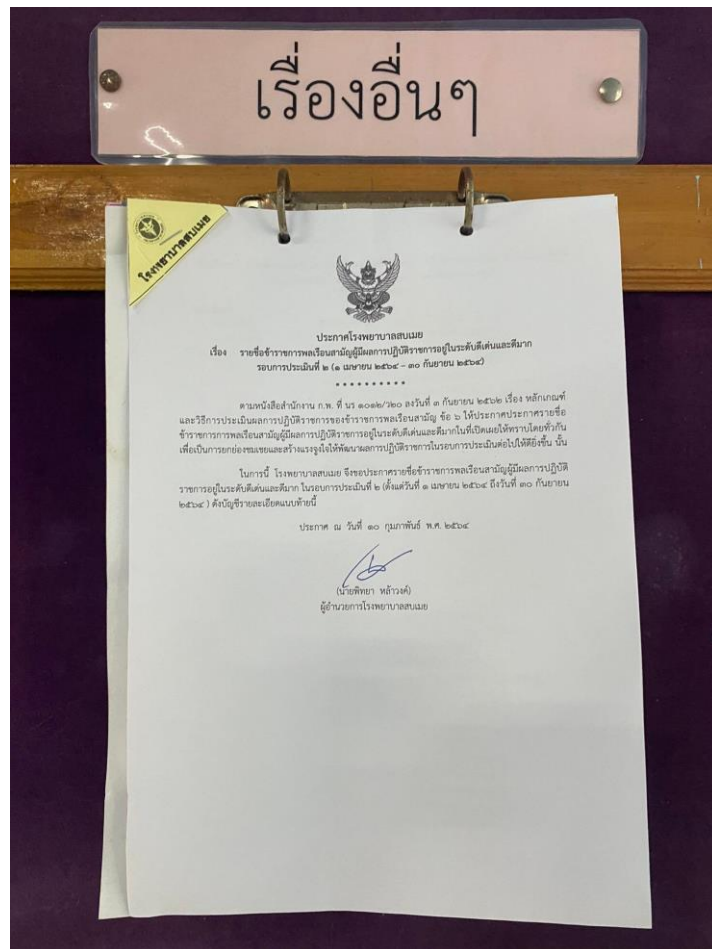 เรื่องอื่นๆ
โรงพยาบาลสบเมย
ประกาศโรงพยาบาลสบเมย
เรื่อง รายชื่อข้าราชการพลเรือนสามัญผู้มีผลการปฏิบัติราชการอยู่ในระดับดีเด่นและดีมาก
รอบการประเมินที่ ๒ (๑ เมษายน ๒๕๖๔ – ๓๐ กันยายน ๒๕๖๔)
**********
ตามหนังสือสำนักงาน ก.พ. ที่ นร ๑๐๑๒/ว๒๐ ลงวันที่ ๓ กันยายน ๒๕๖๒ เรื่อง หลักเกณฑ์
และวิธีการประเมินผลการปฏิบัติราชการของข้าราชการพลเรือนสามัญ ข้อ ๖ ให้ประกาศประกาศรายชื่อ
ข้าราชการการพลเรือนสามัญผู้มีผลการปฏิบัติราชการอยู่ในระดับดีเด่นและดีมากในที่เปิดเผยให้ทราบโดยทั่วกัน
เพื่อเป็นการยกย่องชมเชยและสร้างแรงจูงใจให้พัฒนาผลการปฏิบัติราชการในรอบการประเมินต่อไปให้ดียิ่งขึ้น นั้น
ในการนี้ โรงพยาบาลสบเมย จึงขอประกาศรายชื่อข้าราชการพลเรือนสามัญผู้มีผลการปฏิบัติ
ราชการอยู่ในระดับดีเด่นและดีมาก ในรอบการประเมินที่ ๒ (ตั้งแต่วันที่ ๑ เมษายน ๒๕๖๔ ถึงวันที่ ๓๐ กันยายน
๒๕๖๔ ) ดังบัญชีรายละเอียดแนบท้ายนี้
ประกาศ ณ วันที่ ๑๐ กุมภาพันธ์ พ.ศ. ๒๕๖๔
(นายพิทยา หล้าวงค์)
ผู้อำนวยการโรงพยาบาลสบเมย